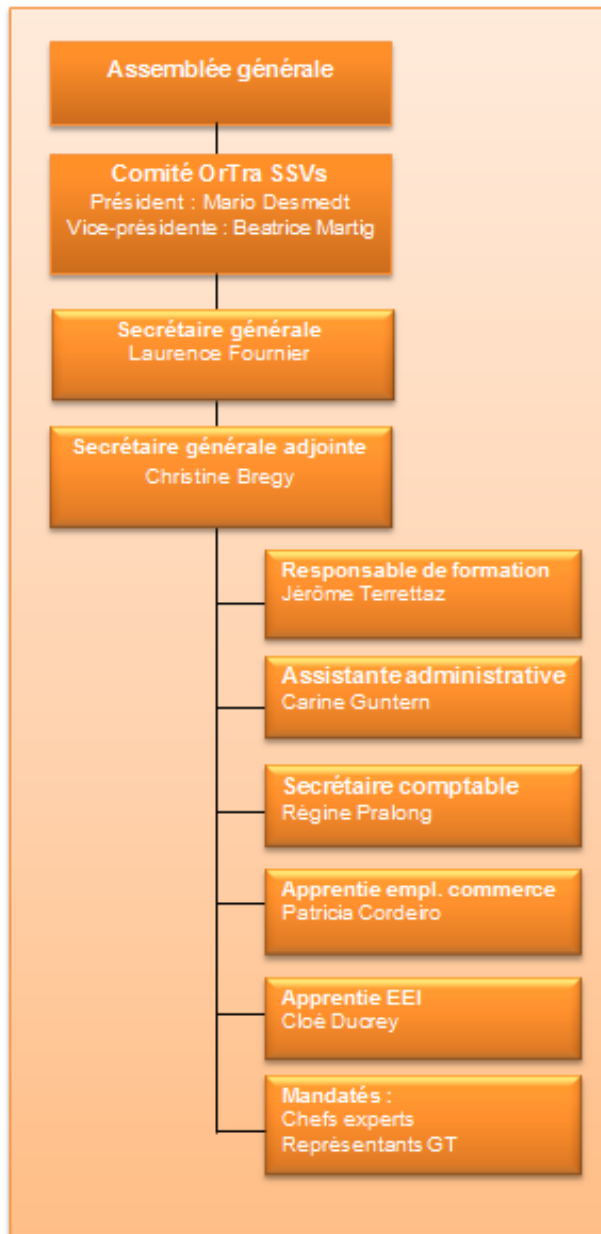 Assemblée générale
Comité OrTra SSVs
Président : Mario Desmedt
Vice-présidente : Beatrice Martig
Secrétaire générale
Laurence Fournier
Secrétaire générale adjointe
Christine Bregy
Responsable de formation
Jérôme Terrettaz
Assistante administrative
Carine Guntern
Secrétaire comptable
Régine Pralong
Apprentie empl. commerce
Patricia Cordeiro
Apprentie EEI
Cloé Ducrey
Mandatés :
Chefs experts
Représentants GT